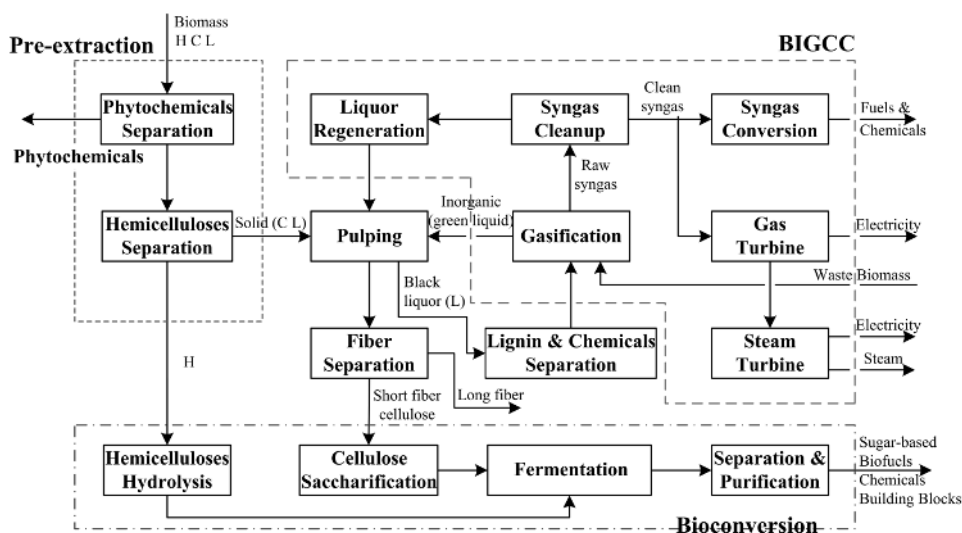 Biomass
H C L
Pre-extraction
BIGCC
Phytochemicals
Separation
Liquor
Regeneration
Syngas
Cleanup
Clean
syngas
Syngas
Conversion
Fuels &
Chemicals
Phytochemicals
Raw
syngas
Hemicelluloses
Separation
Solid (C L)
Pulping
Inorganic
(green liquid)
Gasification
Gas
Turbine
Electricity
Waste Biomass
Black
liquor (L)
H
Fiber
Separation
Lignin & Chemicals
Separation
Steam
Turbine
Electricity
Steam
Short fiber
cellulose
Long fiber
Hemicelluloses
Hydrolysis
Cellulose
Saccharification
Fermentation
Separation &
Purification
Sugar-based
Biofuels
Chemicals
Building Blocks
Bioconversion